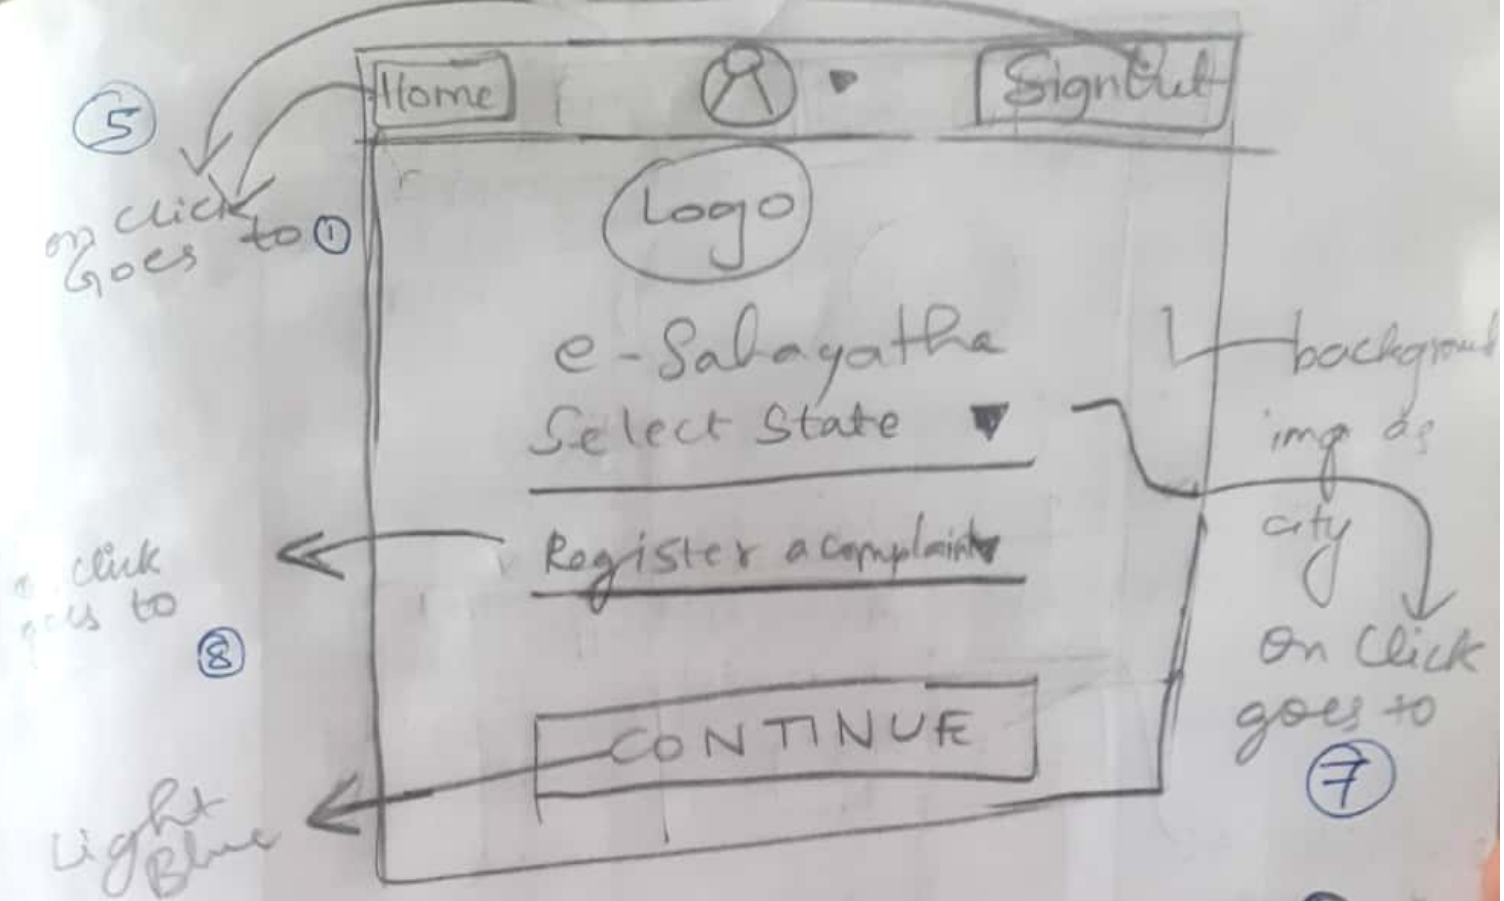 5
Home
SignOut
on click
Goes to 1
Logo
e-Sahayatha
Select State
Register a complaint
CONTINUE
background
img as
city
click
goes to
8
On Click
goes to
7
Light
Blue